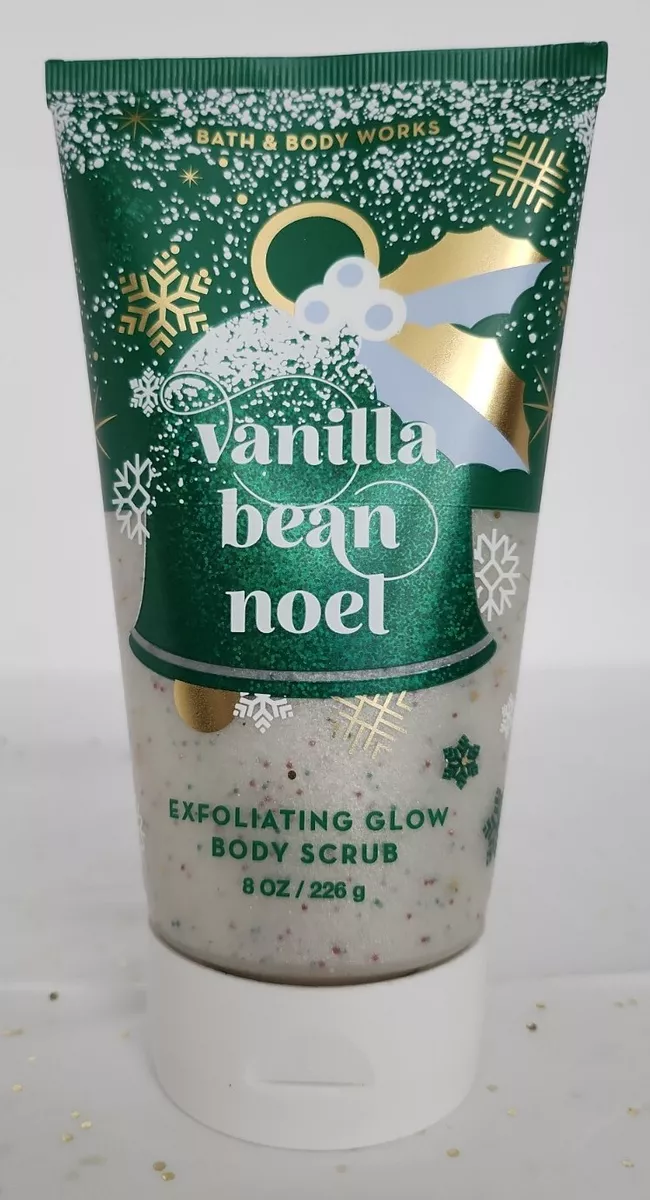 BATH & BODY WORKS
vanilla
bean
noel
EXFOLIATING GLOW
BODY SCRUB
8 OZ / 226 g